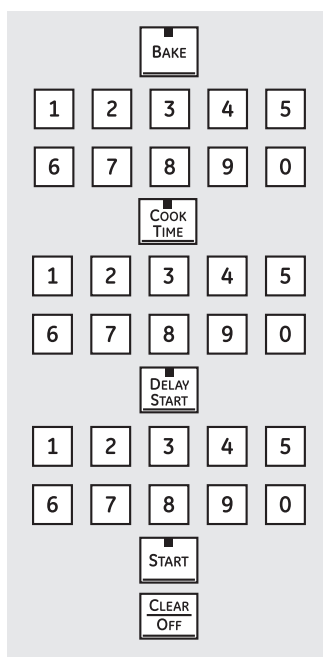 BAKE
1 2 3 4 5
6 7 8 9 0
COOK
TIME
1 2 3 4 5
6 7 8 9 0
DELAY
START
1 2 3 4 5
6 7 8 9 0
START
CLEAR
OFF